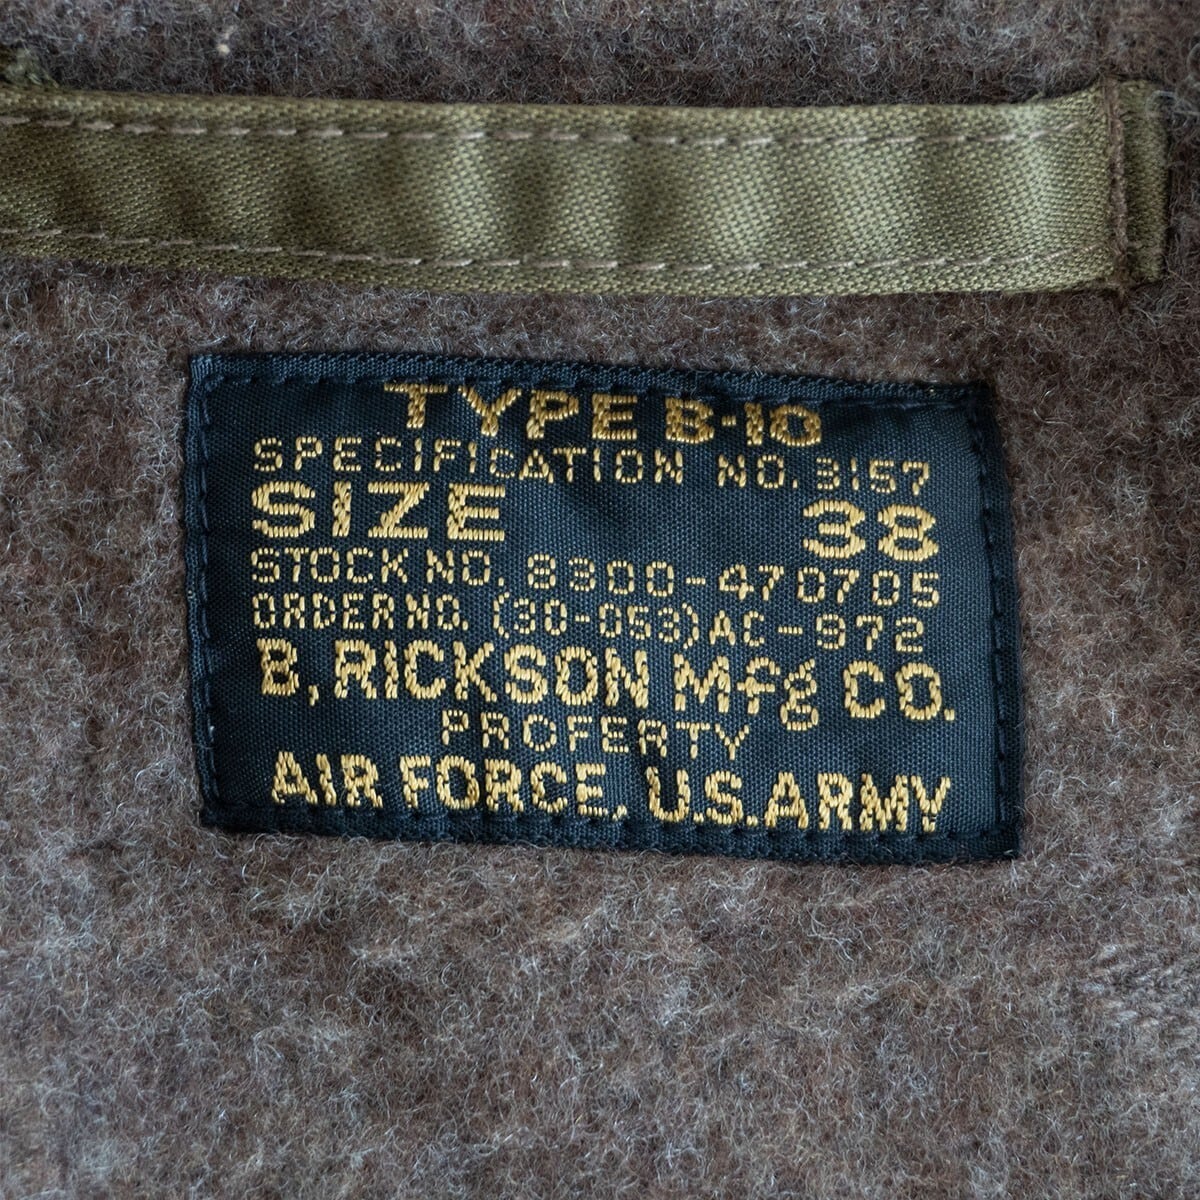 TYPE B-10
SPECIFICATION NO. 3157
SIZE 38
STOCK NO. 8300-470705
ORDER NO. (30-053) AC-972
B, RICKSON Mfg CO.
PROFERTY
AIR FORCE, U.S. ARMY